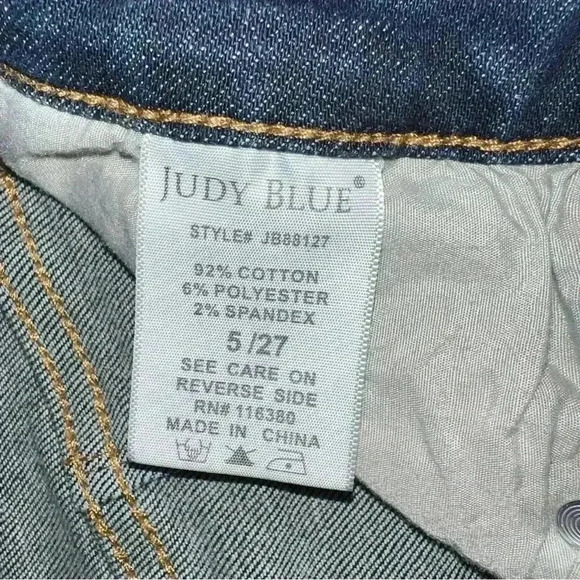 JUDY BLUE®
STYLE# JB88127
92% COTTON
6% POLYESTER
2% SPANDEX
5/27
SEE CARE ON
REVERSE SIDE
RN# 116380
MADE IN CHINA